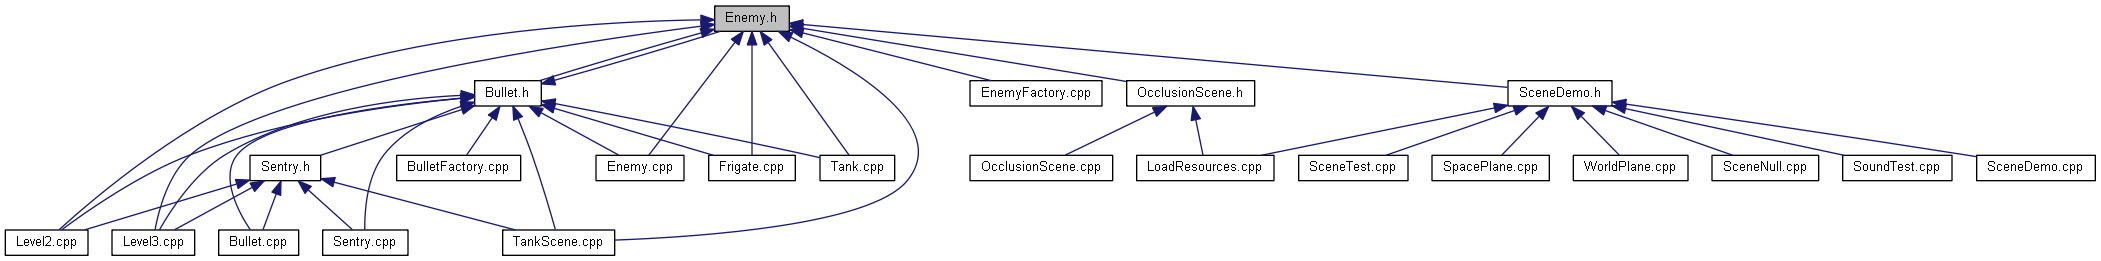 Enemy.h
Bullet.h
EnemyFactory.cpp
OcclusionScene.h
SceneDemo.h
Sentry.h
BulletFactory.cpp
Enemy.cpp
Frigate.cpp
Tank.cpp
OcclusionScene.cpp
LoadResources.cpp
SceneTest.cpp
SpacePlane.cpp
WorldPlane.cpp
SceneNull.cpp
SoundTest.cpp
SceneDemo.cpp
Level2.cpp
Level3.cpp
Bullet.cpp
Sentry.cpp
TankScene.cpp